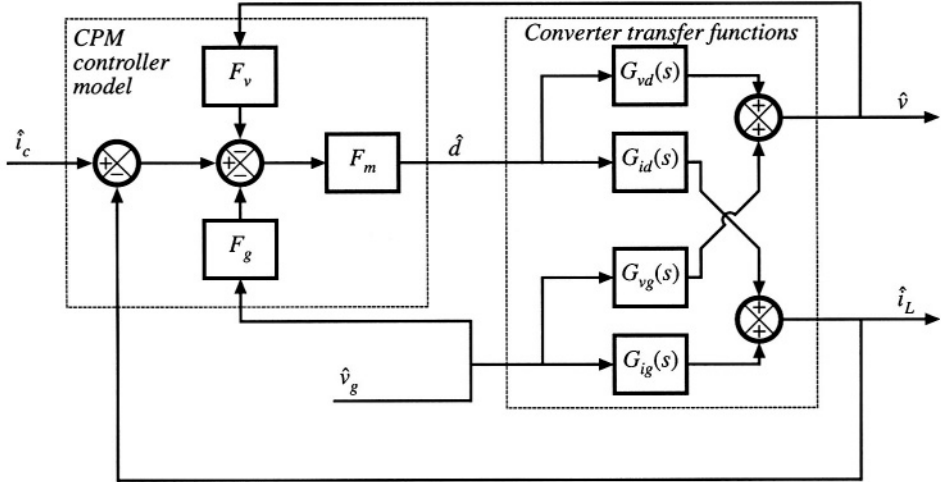 CPM
controller
model
Converter transfer functions
F_v
G_vd(s)
î_c
+
−
+
−
−
F_m
d̂
G_id(s)
+
+
v̂
F_g
G_vg(s)
+
+
î_L
v̂_g
G_ig(s)